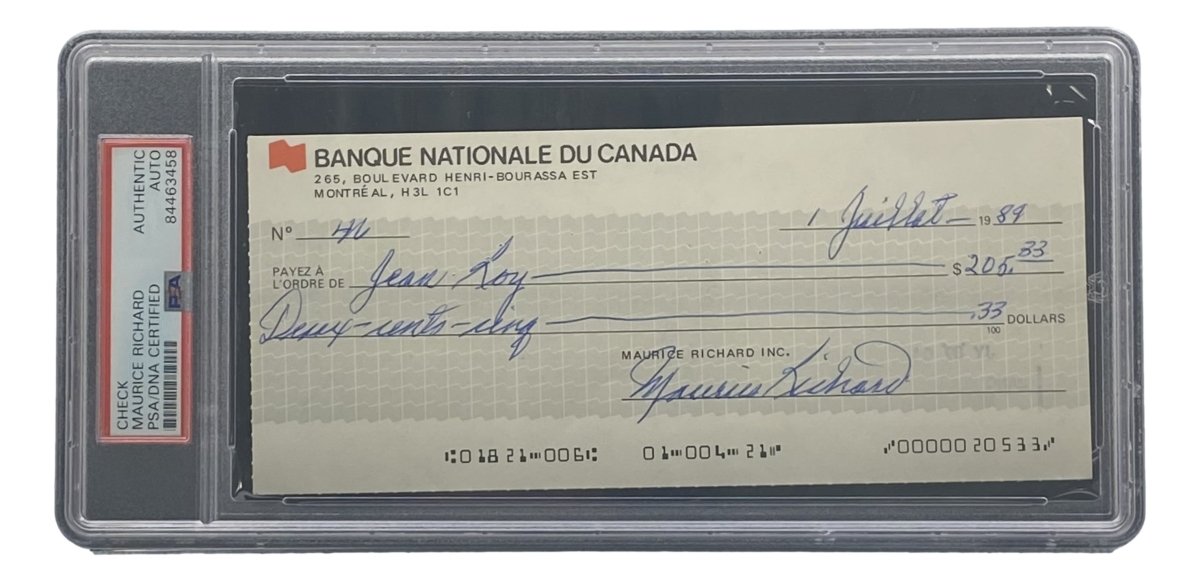 AUTHENTIC
AUTO
84463458
CHECK
MAURICE RICHARD
PSA/DNA CERTIFIED
PSA
BANQUE NATIONALE DU CANADA
265, BOULEVARD HENRI-BOURASSA EST
MONTRÉAL, H3L 1C1
1 Juillet 1989
N° 46
PAYEZ À
L'ORDRE DE Jean Roy $ 205.33
Deux-cents-cinq .33/100 DOLLARS
MAURICE RICHARD INC.
Maurice Richard
⑆01821⑉006⑆ 01⑉004⑉21⑈ ⑇0000020533⑇